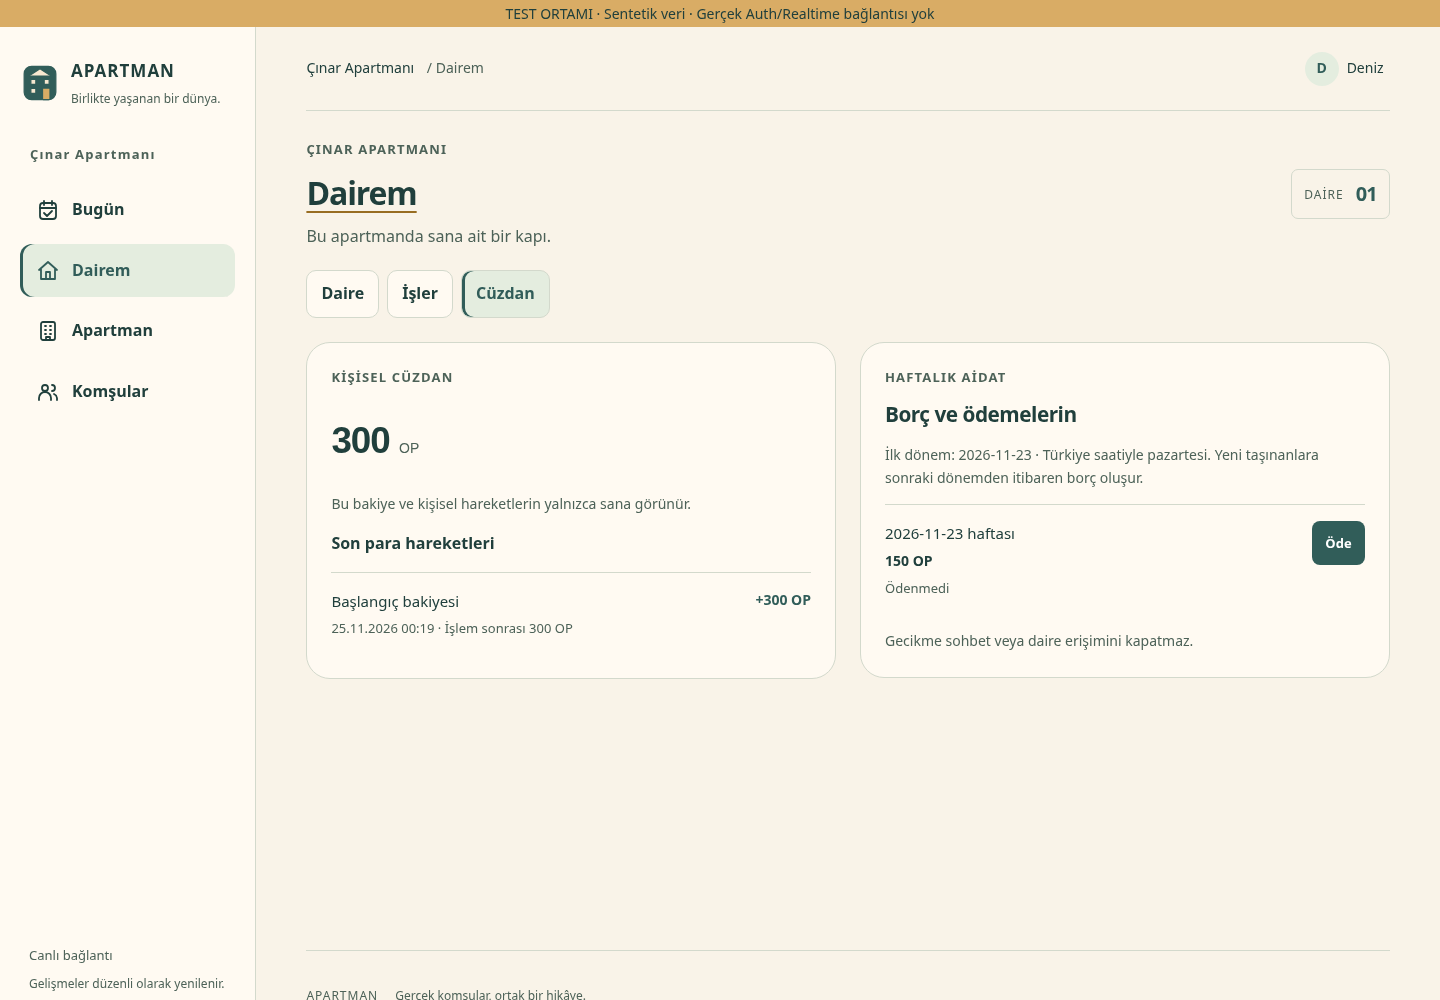 TEST ORTAMI · Sentetik veri · Gerçek Auth/Realtime bağlantısı yok
APARTMAN
Birlikte yaşanan bir dünya.
Çınar Apartmanı
Bugün
Dairem
Apartman
Komşular
Canlı bağlantı
Gelişmeler düzenli olarak yenilenir.
Çınar Apartmanı / Dairem
D Deniz
ÇINAR APARTMANI
Dairem
DAİRE 01
Bu apartmanda sana ait bir kapı.
Daire İşler Cüzdan
KİŞİSEL CÜZDAN
300 OP
Bu bakiye ve kişisel hareketlerin yalnızca sana görünür.
Son para hareketleri
Başlangıç bakiyesi +300 OP
25.11.2026 00:19 · İşlem sonrası 300 OP
HAFTALIK AİDAT
Borç ve ödemelerin
İlk dönem: 2026-11-23 · Türkiye saatiyle pazartesi. Yeni taşınanlara
sonraki dönemden itibaren borç oluşur.
2026-11-23 haftası
150 OP
Ödenmedi
Öde
Gecikme sohbet veya daire erişimini kapatmaz.
APARTMAN Gerçek komşular, ortak bir hikâye.